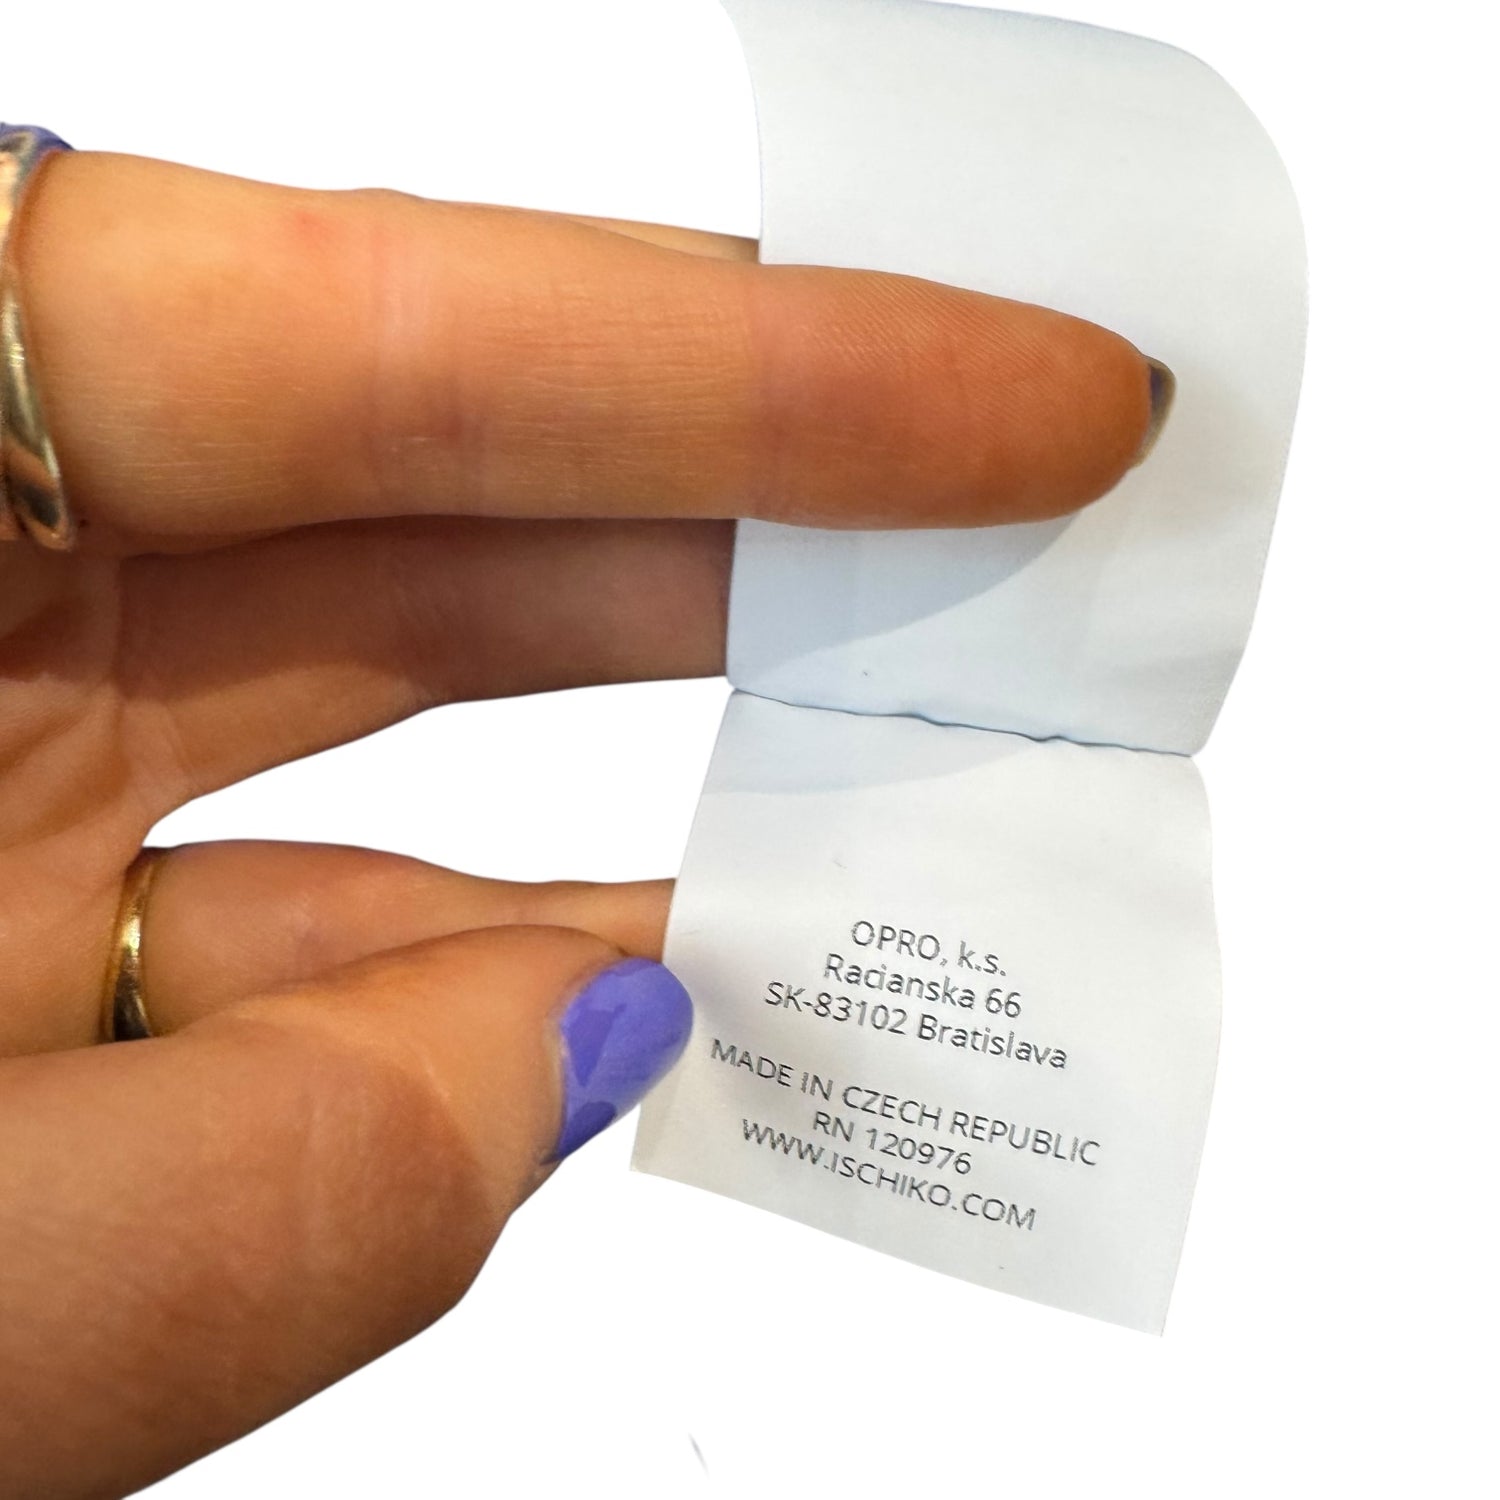 OPRO, k.s.
Racianska 66
SK-83102 Bratislava
MADE IN CZECH REPUBLIC
RN 120976
WWW.ISCHIKO.COM